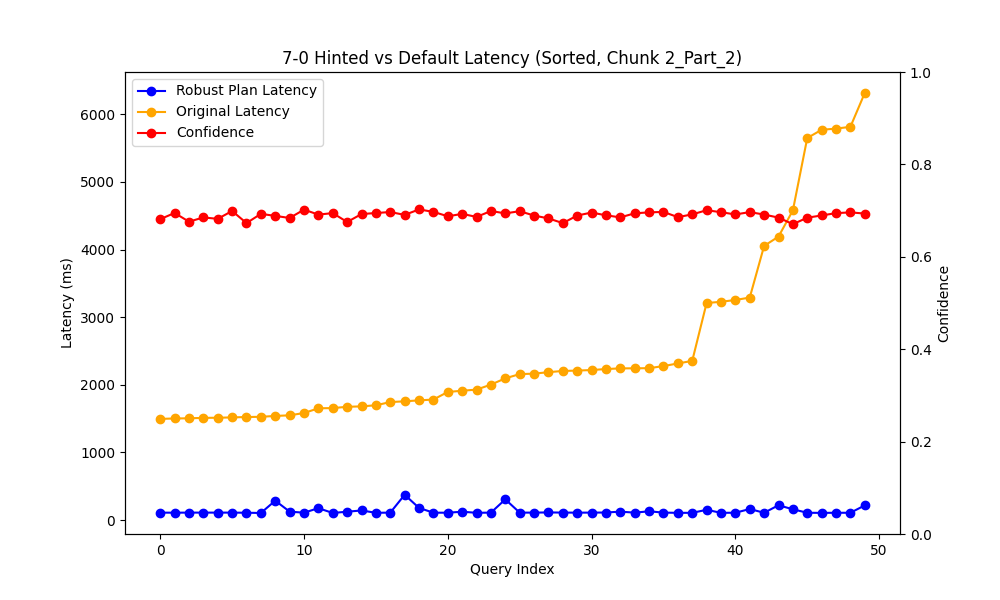 7-0 Hinted vs Default Latency (Sorted, Chunk 2_Part_2)
Robust Plan Latency
Original Latency
Confidence
Latency (ms)
6000
5000
4000
3000
2000
1000
0
1.0
0.8
0.6
0.4
0.2
0.0
Confidence
0 10 20 30 40 50
Query Index